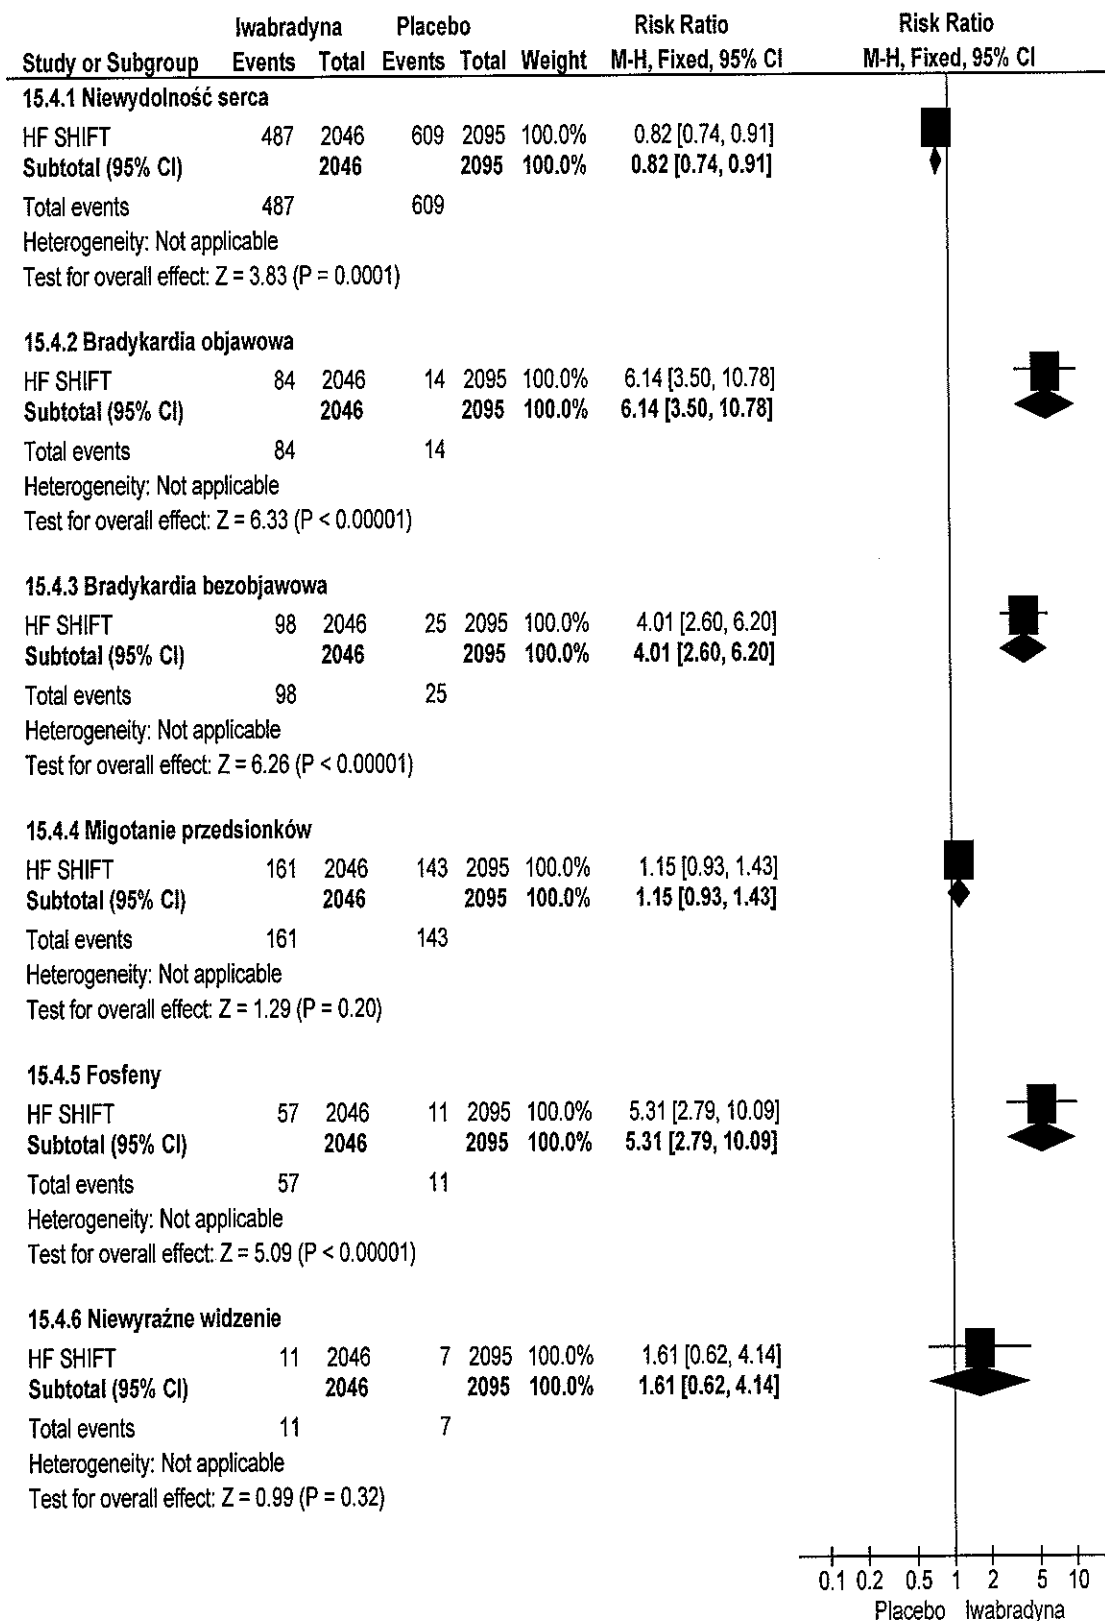 Iwabradyna Placebo Risk Ratio Risk Ratio
Study or Subgroup Events Total Events Total Weight M-H, Fixed, 95% CI M-H, Fixed, 95% CI
15.4.1 Niewydolność serca
HF SHIFT 487 2046 609 2095 100.0% 0.82 [0.74, 0.91]
Subtotal (95% CI) 2046 2095 100.0% 0.82 [0.74, 0.91]
Total events 487 609
Heterogeneity: Not applicable
Test for overall effect: Z = 3.83 (P = 0.0001)
15.4.2 Bradykardia objawowa
HF SHIFT 84 2046 14 2095 100.0% 6.14 [3.50, 10.78]
Subtotal (95% CI) 2046 2095 100.0% 6.14 [3.50, 10.78]
Total events 84 14
Heterogeneity: Not applicable
Test for overall effect: Z = 6.33 (P < 0.00001)
15.4.3 Bradykardia bezobjawowa
HF SHIFT 98 2046 25 2095 100.0% 4.01 [2.60, 6.20]
Subtotal (95% CI) 2046 2095 100.0% 4.01 [2.60, 6.20]
Total events 98 25
Heterogeneity: Not applicable
Test for overall effect: Z = 6.26 (P < 0.00001)
15.4.4 Migotanie przedsionków
HF SHIFT 161 2046 143 2095 100.0% 1.15 [0.93, 1.43]
Subtotal (95% CI) 2046 2095 100.0% 1.15 [0.93, 1.43]
Total events 161 143
Heterogeneity: Not applicable
Test for overall effect: Z = 1.29 (P = 0.20)
15.4.5 Fosfeny
HF SHIFT 57 2046 11 2095 100.0% 5.31 [2.79, 10.09]
Subtotal (95% CI) 2046 2095 100.0% 5.31 [2.79, 10.09]
Total events 57 11
Heterogeneity: Not applicable
Test for overall effect: Z = 5.09 (P < 0.00001)
15.4.6 Niewyraźne widzenie
HF SHIFT 11 2046 7 2095 100.0% 1.61 [0.62, 4.14]
Subtotal (95% CI) 2046 2095 100.0% 1.61 [0.62, 4.14]
Total events 11 7
Heterogeneity: Not applicable
Test for overall effect: Z = 0.99 (P = 0.32)
0.1 0.2 0.5 1 2 5 10
Placebo Iwabradyna